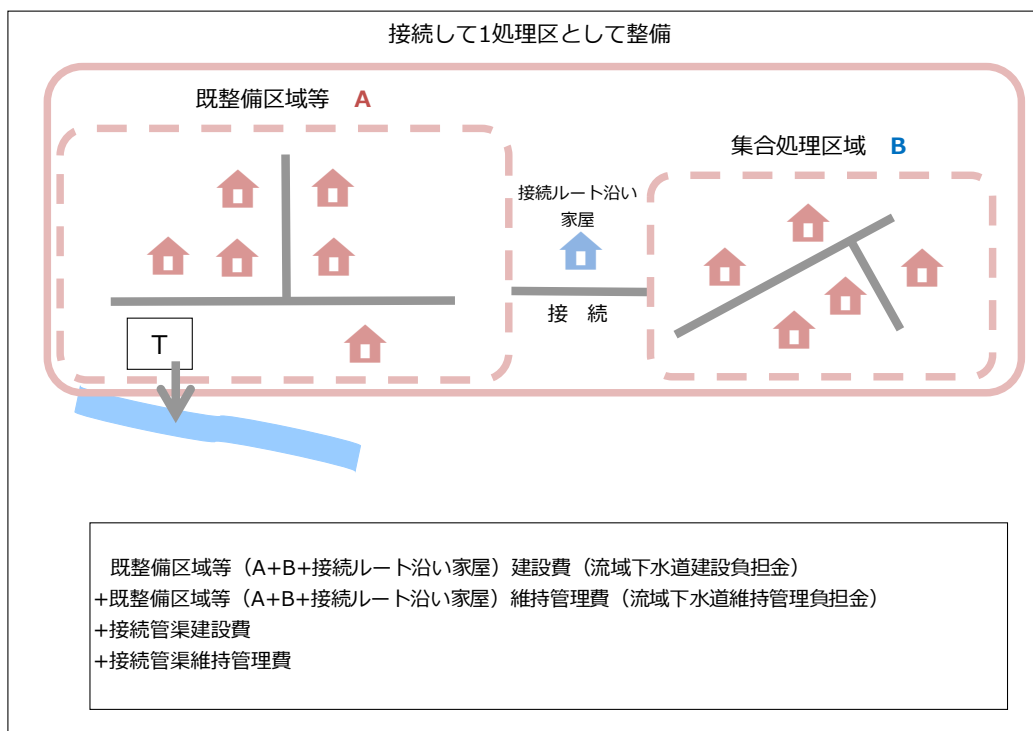 接続して1処理区として整備
既整備区域等 A
集合処理区域 B
接続ルート沿い
家屋
接 続
T
既整備区域等（A+B+接続ルート沿い家屋）建設費（流域下水道建設負担金）
+既整備区域等（A+B+接続ルート沿い家屋）維持管理費（流域下水道維持管理負担金）
+接続管渠建設費
+接続管渠維持管理費